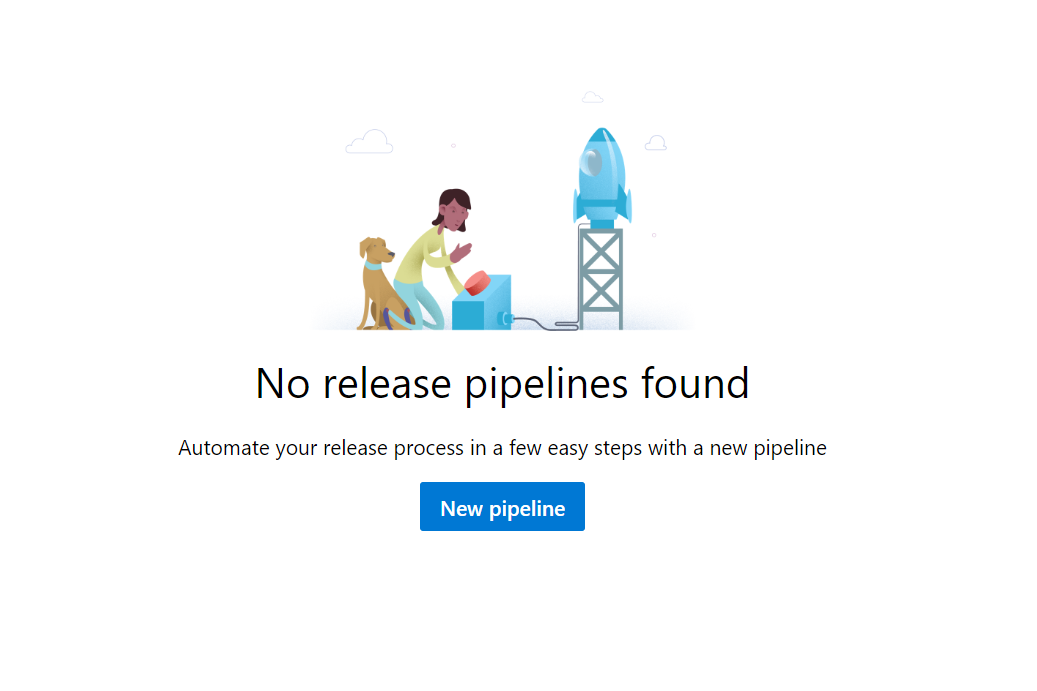 No release pipelines found
Automate your release process in a few easy steps with a new pipeline
New pipeline